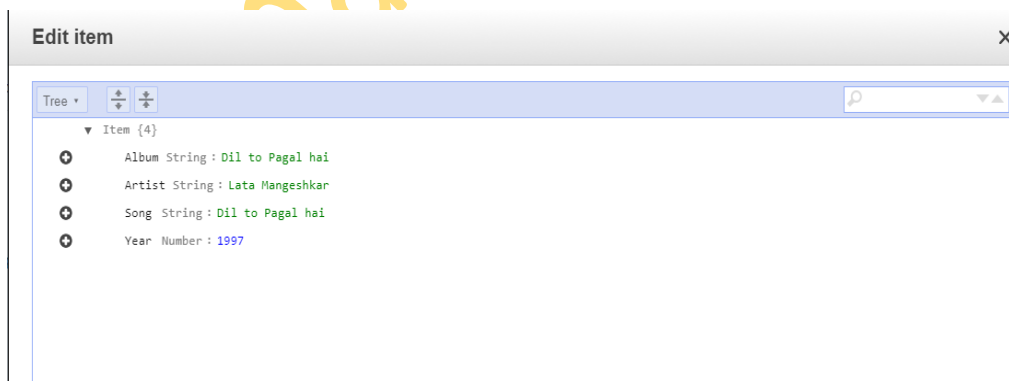 Edit item
Tree
Item {4}
Album String : Dil to Pagal hai
Artist String : Lata Mangeshkar
Song String : Dil to Pagal hai
Year Number : 1997